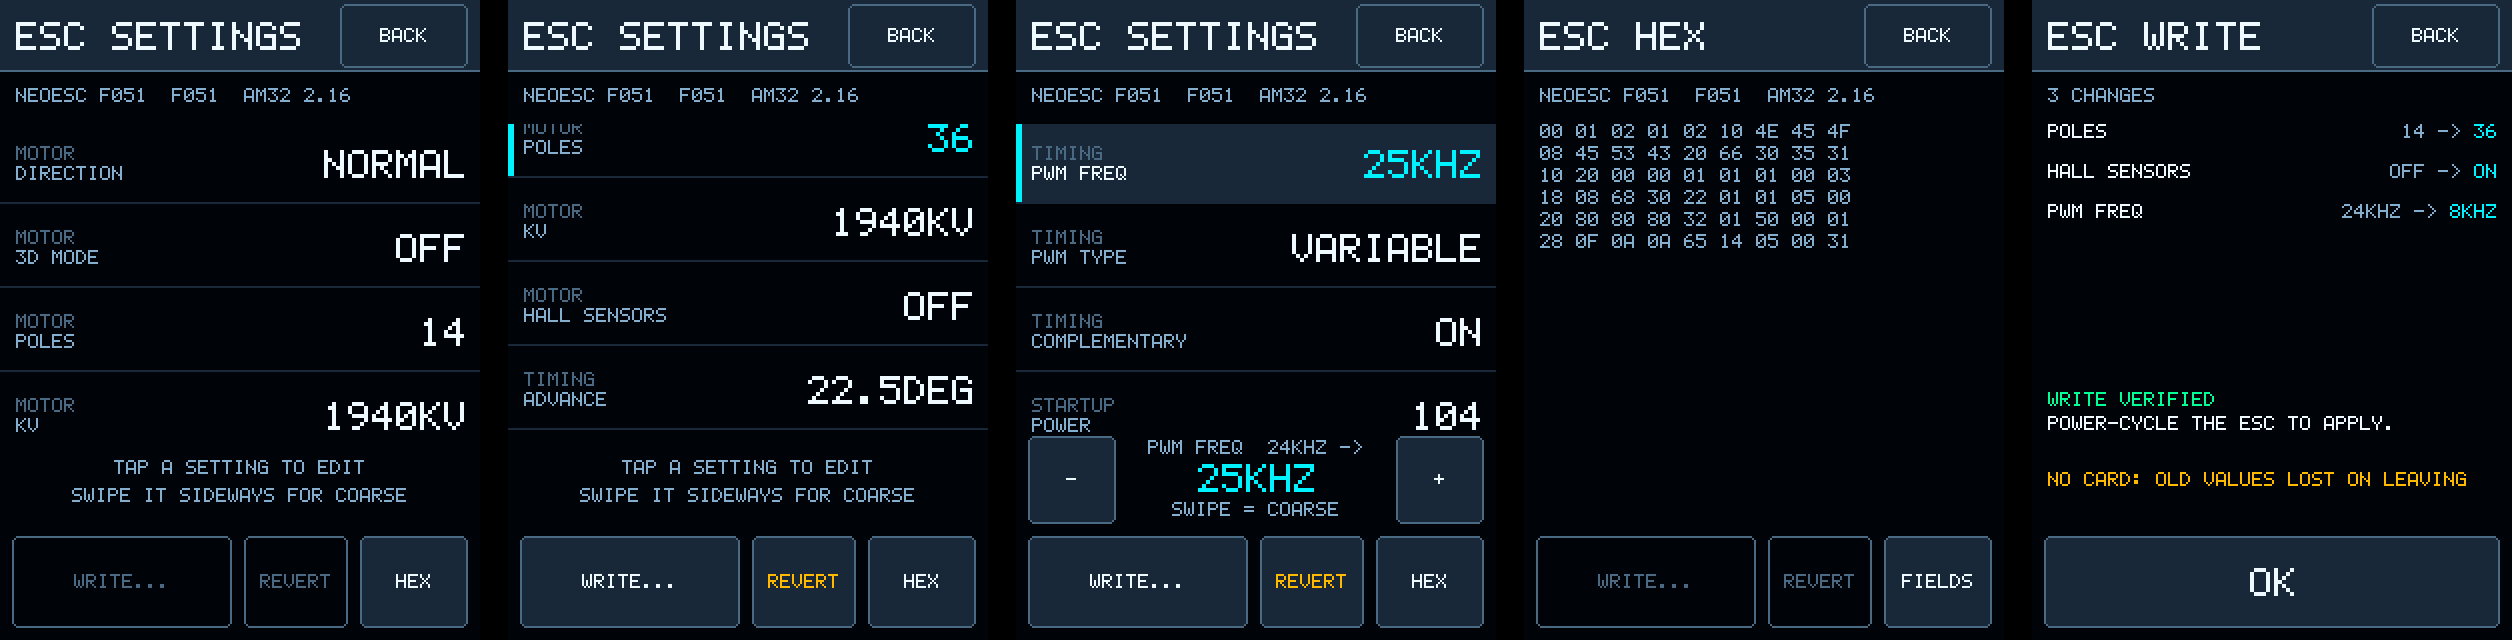 ESC SETTINGS
BACK
NEOESC F051 F051 AM32 2.16
MOTOR
DIRECTION
NORMAL
MOTOR
3D MODE
OFF
MOTOR
POLES
14
MOTOR
KV
1940KV
TAP A SETTING TO EDIT
SWIPE IT SIDEWAYS FOR COARSE
WRITE...
REVERT
HEX
ESC SETTINGS
BACK
NEOESC F051 F051 AM32 2.16
MOTOR
POLES
36
MOTOR
KV
1940KV
MOTOR
HALL SENSORS
OFF
TIMING
ADVANCE
22.5DEG
TAP A SETTING TO EDIT
SWIPE IT SIDEWAYS FOR COARSE
WRITE...
REVERT
HEX
ESC SETTINGS
BACK
NEOESC F051 F051 AM32 2.16
TIMING
PWM FREQ
25KHZ
TIMING
PWM TYPE
VARIABLE
TIMING
COMPLEMENTARY
ON
STARTUP
POWER
104
-
PWM FREQ 24KHZ ->
25KHZ
SWIPE = COARSE
+
WRITE...
REVERT
HEX
ESC HEX
BACK
NEOESC F051 F051 AM32 2.16
00 01 02 01 02 10 4E 45 4F
08 45 53 43 20 66 30 35 31
10 20 00 00 01 01 01 00 03
18 08 68 30 22 01 01 05 00
20 80 80 80 32 01 50 00 01
28 0F 0A 0A 65 14 05 00 31
WRITE...
REVERT
FIELDS
ESC WRITE
BACK
3 CHANGES
POLES 14 -> 36
HALL SENSORS OFF -> ON
PWM FREQ 24KHZ -> 8KHZ
WRITE VERIFIED
POWER-CYCLE THE ESC TO APPLY.
NO CARD: OLD VALUES LOST ON LEAVING
OK